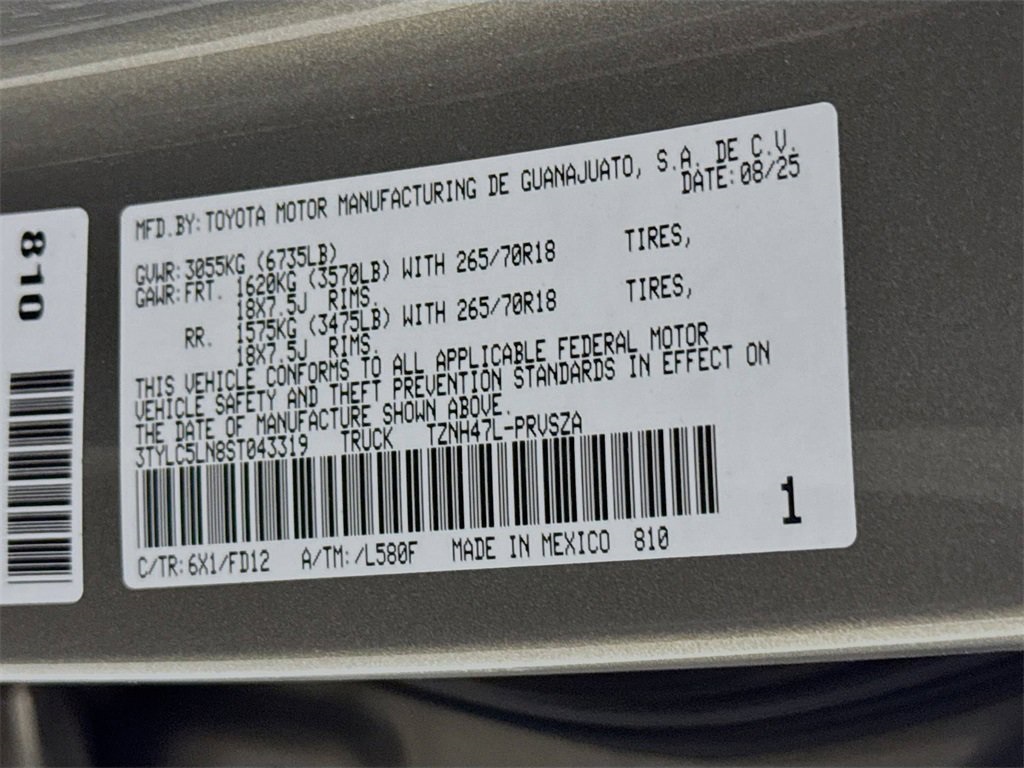 810
MFD.BY:TOYOTA MOTOR MANUFACTURING DE GUANAJUATO, S.A. DE C.V.
DATE:08/25
GVWR:3055KG (6735LB)
GAWR:FRT. 1620KG (3570LB) WITH 265/70R18 TIRES,
18X7.5J RIMS.
RR. 1575KG (3475LB) WITH 265/70R18 TIRES,
18X7.5J RIMS.
THIS VEHICLE CONFORMS TO ALL APPLICABLE FEDERAL MOTOR
VEHICLE SAFETY AND THEFT PREVENTION STANDARDS IN EFFECT ON
THE DATE OF MANUFACTURE SHOWN ABOVE.
3TYLC5LN8ST043319 TRUCK TZNH47L-PRVSZA
1
C/TR:6X1/FD12 A/TM:/L580F MADE IN MEXICO 810